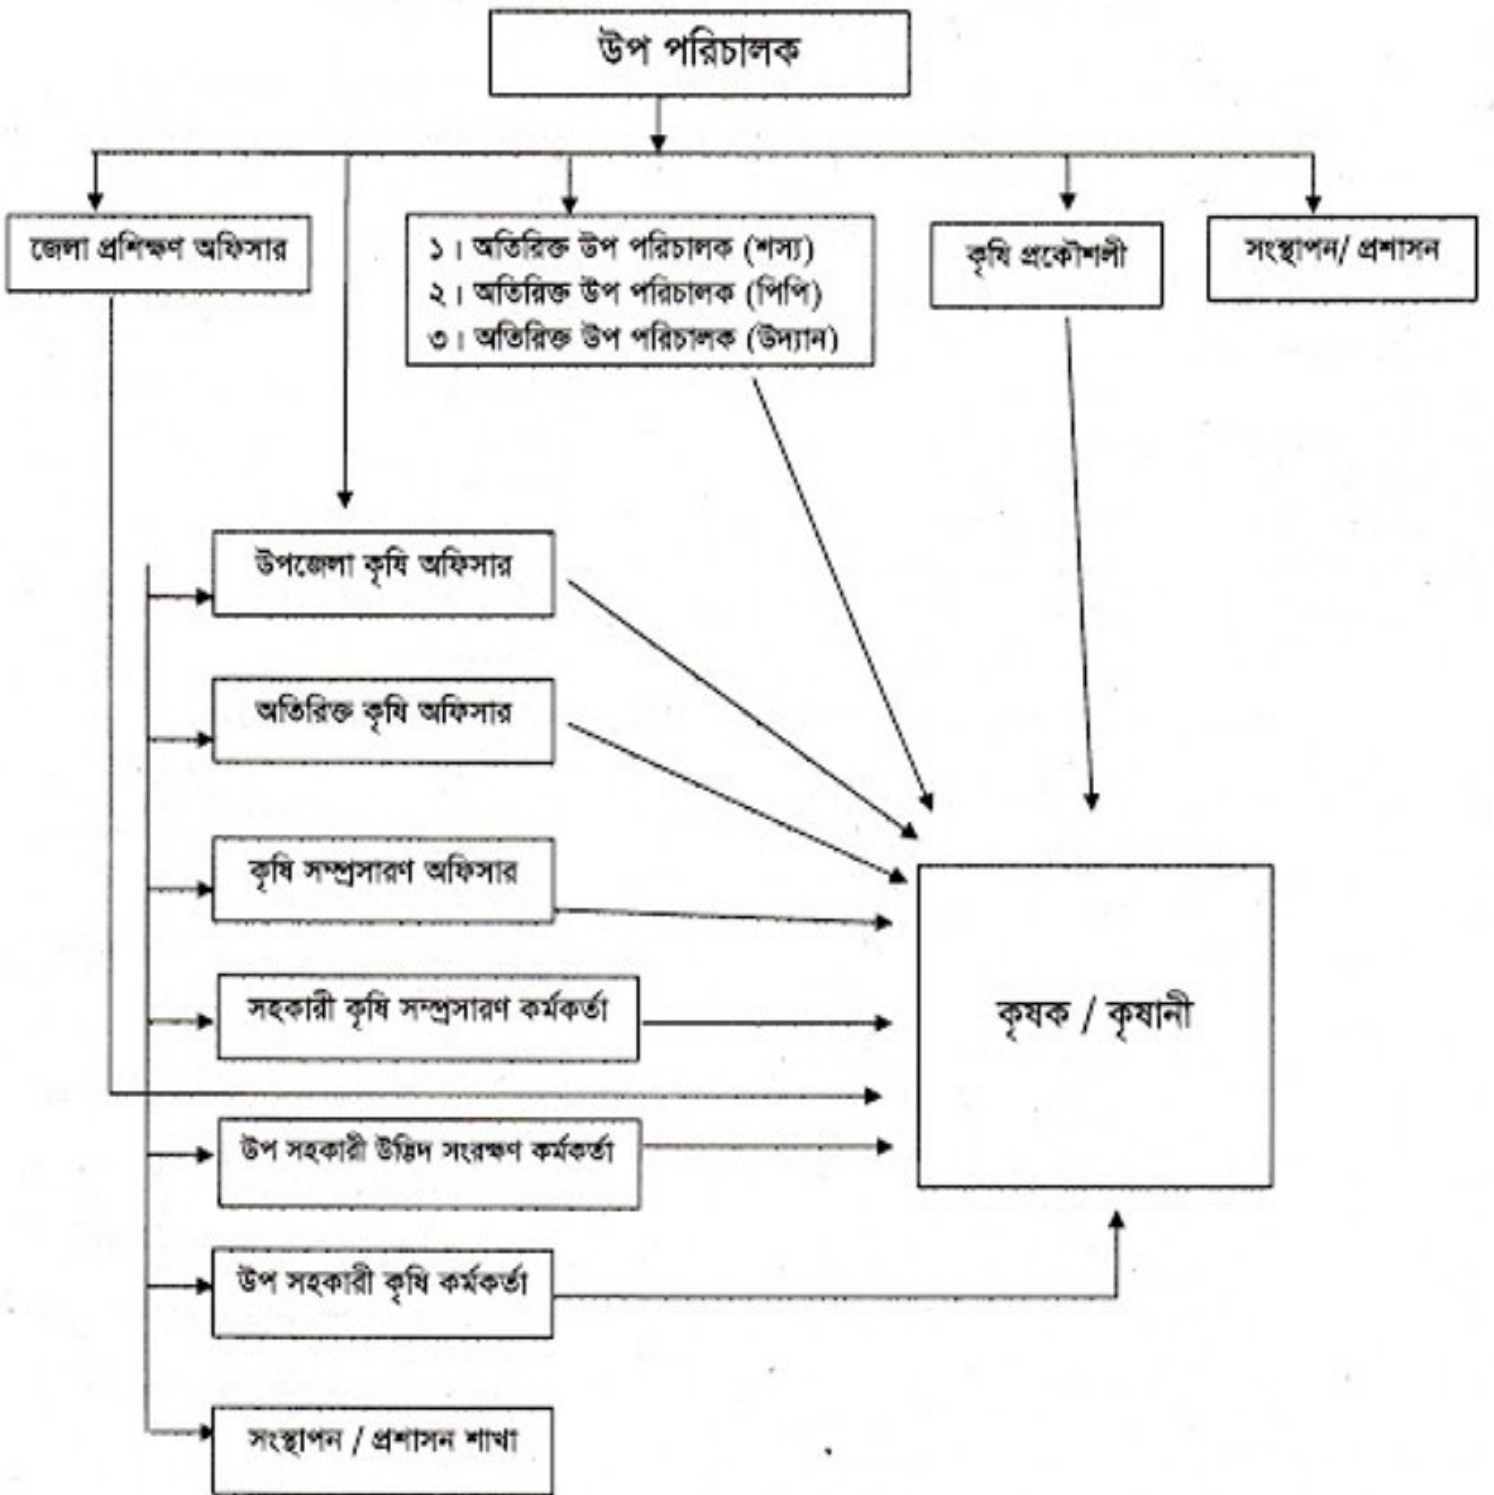 উপ পরিচালক
জেলা প্রশিক্ষণ অফিসার
১। অতিরিক্ত উপ পরিচালক (শস্য)
২। অতিরিক্ত উপ পরিচালক (পিপি)
৩। অতিরিক্ত উপ পরিচালক (উদ্যান)
কৃষি প্রকৌশলী
সংস্থাপন/ প্রশাসন
উপজেলা কৃষি অফিসার
অতিরিক্ত কৃষি অফিসার
কৃষি সম্প্রসারণ অফিসার
সহকারী কৃষি সম্প্রসারণ কর্মকর্তা
কৃষক / কৃষানী
উপ সহকারী উদ্ভিদ সংরক্ষণ কর্মকর্তা
উপ সহকারী কৃষি কর্মকর্তা
সংস্থাপন / প্রশাসন শাখা